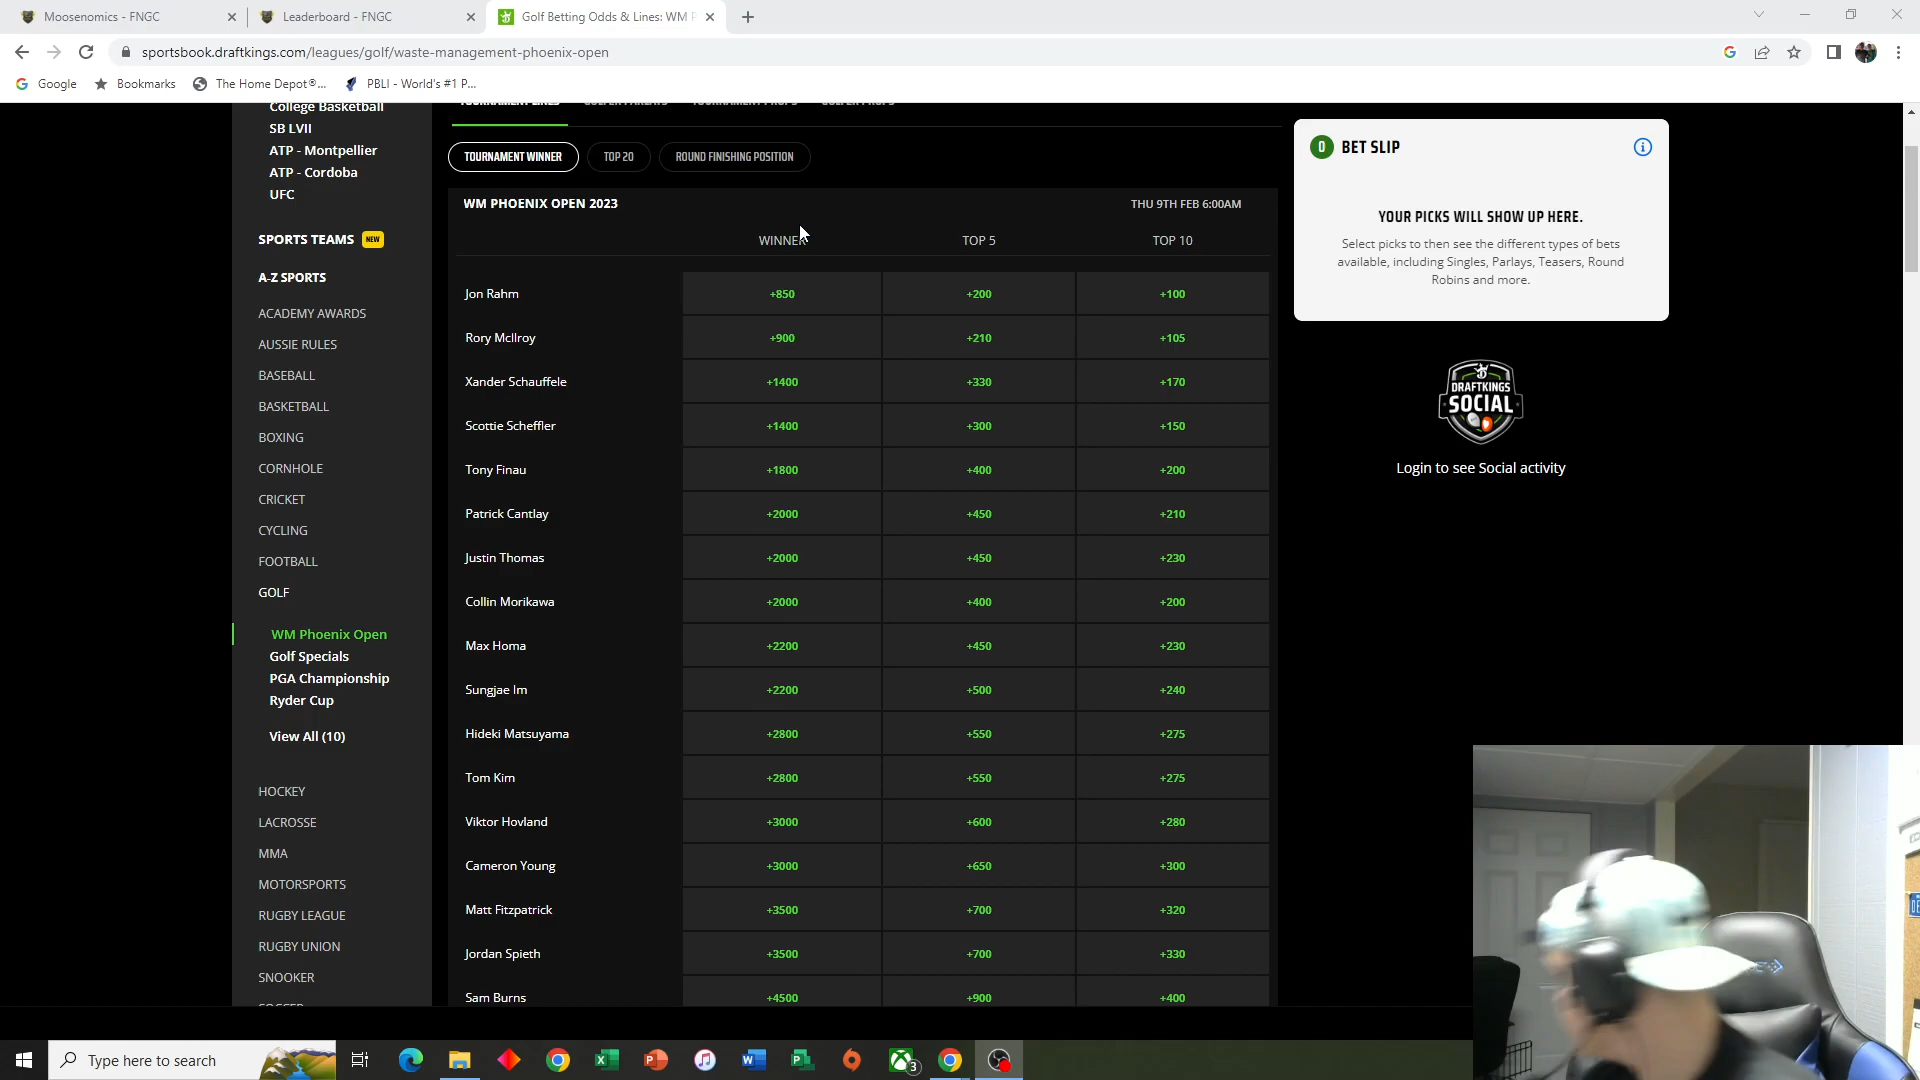 Moosenomics - FNGC
Leaderboard - FNGC
Golf Betting Odds & Lines: WM P
sportsbook.draftkings.com/leagues/golf/waste-management-phoenix-open
Google
Bookmarks
The Home Depot®...
PBLI - World's #1 P...
College Basketball
SB LVII
ATP - Montpellier
ATP - Cordoba
UFC
SPORTS TEAMS NEW
A-Z SPORTS
ACADEMY AWARDS
AUSSIE RULES
BASEBALL
BASKETBALL
BOXING
CORNHOLE
CRICKET
CYCLING
FOOTBALL
GOLF
WM Phoenix Open
Golf Specials
PGA Championship
Ryder Cup
View All (10)
HOCKEY
LACROSSE
MMA
MOTORSPORTS
RUGBY LEAGUE
RUGBY UNION
SNOOKER
SOCCER
TOURNAMENT LINES GOLFER PARLAYS TOURNAMENT PROPS GOLFER PROPS
TOURNAMENT WINNER TOP 20 ROUND FINISHING POSITION
WM PHOENIX OPEN 2023 THU 9TH FEB 6:00AM
WINNER TOP 5 TOP 10
Jon Rahm +850 +200 +100
Rory McIlroy +900 +210 +105
Xander Schauffele +1400 +330 +170
Scottie Scheffler +1400 +300 +150
Tony Finau +1800 +400 +200
Patrick Cantlay +2000 +450 +210
Justin Thomas +2000 +450 +230
Collin Morikawa +2000 +400 +200
Max Homa +2200 +450 +230
Sungjae Im +2200 +500 +240
Hideki Matsuyama +2800 +550 +275
Tom Kim +2800 +550 +275
Viktor Hovland +3000 +600 +280
Cameron Young +3000 +650 +300
Matt Fitzpatrick +3500 +700 +320
Jordan Spieth +3500 +700 +330
Sam Burns +4500 +900 +400
0 BET SLIP
YOUR PICKS WILL SHOW UP HERE.
Select picks to then see the different types of bets
available, including Singles, Parlays, Teasers, Round
Robins and more.
DRAFTKINGS
SOCIAL
Login to see Social activity
Type here to search
3